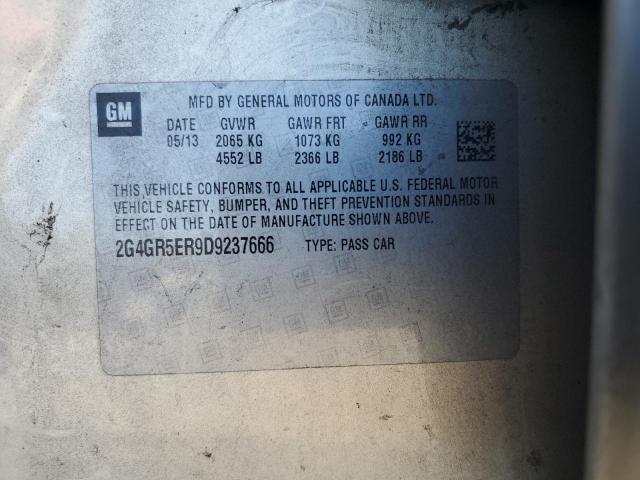 GM
MFD BY GENERAL MOTORS OF CANADA LTD.
DATE GVWR GAWR FRT GAWR RR
05/13 2065 KG 1073 KG 992 KG
4552 LB 2366 LB 2186 LB
THIS VEHICLE CONFORMS TO ALL APPLICABLE U.S. FEDERAL MOTOR
VEHICLE SAFETY, BUMPER, AND THEFT PREVENTION STANDARDS IN
EFFECT ON THE DATE OF MANUFACTURE SHOWN ABOVE.
2G4GR5ER9D9237666 TYPE: PASS CAR